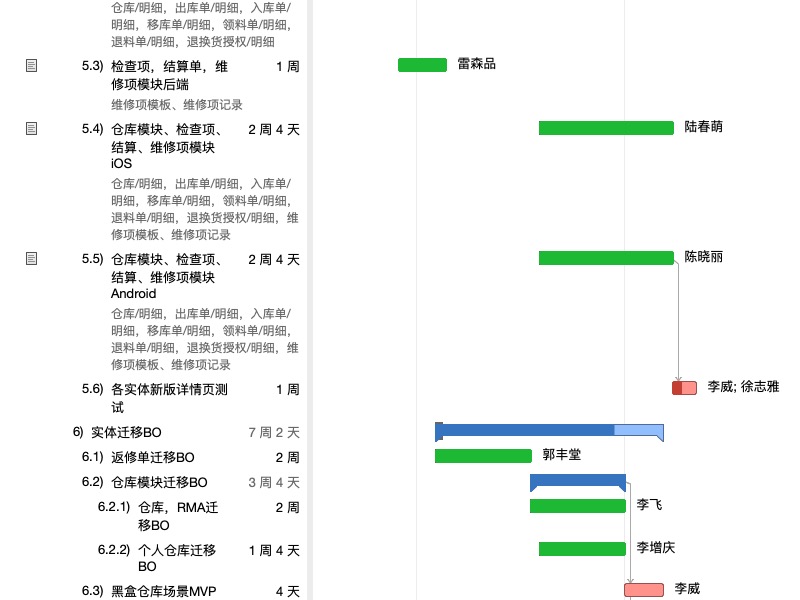 仓库/明细，出库单/明细，入库单/
明细，移库单/明细，领料单/明细，
退料单/明细，退换货授权/明细
5.3) 检查项，结算单，维 1 周 雷森品
修项模块后端
维修项模板、维修项记录
5.4) 仓库模块、检查项、 2 周 4 天 陆春萌
结算、维修项模块
iOS
仓库/明细，出库单/明细，入库单/
明细，移库单/明细，领料单/明细，
退料单/明细，退换货授权/明细，维
修项模板、维修项记录
5.5) 仓库模块、检查项、 2 周 4 天 陈晓丽
结算、维修项模块
Android
仓库/明细，出库单/明细，入库单/
明细，移库单/明细，领料单/明细，
退料单/明细，退换货授权/明细，维
修项模板、维修项记录
5.6) 各实体新版详情页测 1 周 李威; 徐志雅
试
6) 实体迁移BO 7 周 2 天
6.1) 返修单迁移BO 2 周 郭丰堂
6.2) 仓库模块迁移BO 3 周 4 天
6.2.1) 仓库，RMA迁 2 周 李飞
移BO
6.2.2) 个人仓库迁移 1 周 4 天 李增庆
BO
6.3) 黑盒仓库场景MVP 4 天 李威